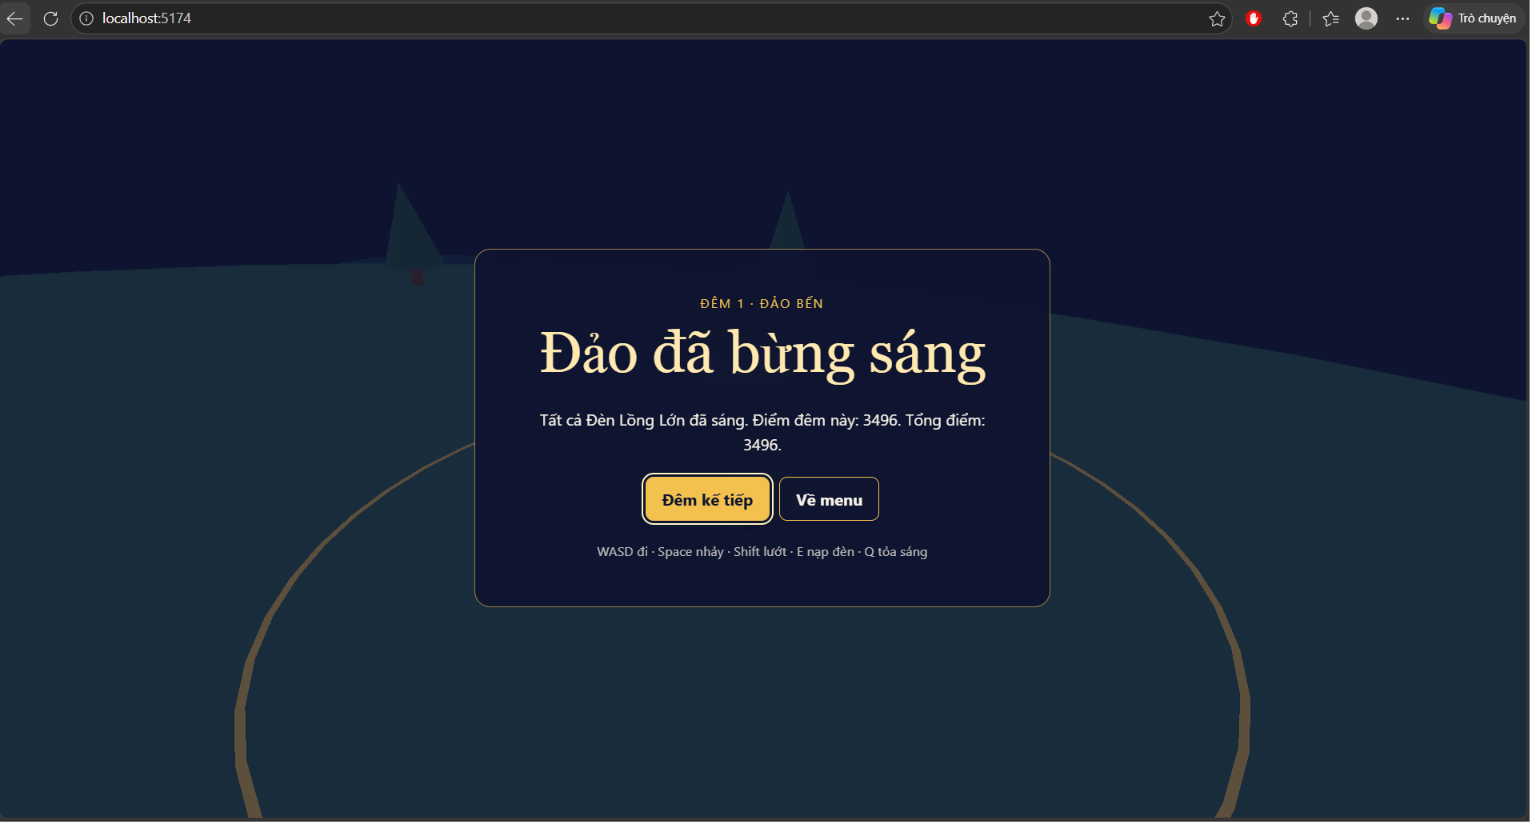 localhost:5174
Trò chuyện
ĐÊM 1 · ĐẢO BẾN
Đảo đã bừng sáng
Tất cả Đèn Lồng Lớn đã sáng. Điểm đêm này: 3496. Tổng điểm:
3496.
Đêm kế tiếp
Về menu
WASD đi · Space nhảy · Shift lướt · E nạp đèn · Q tỏa sáng